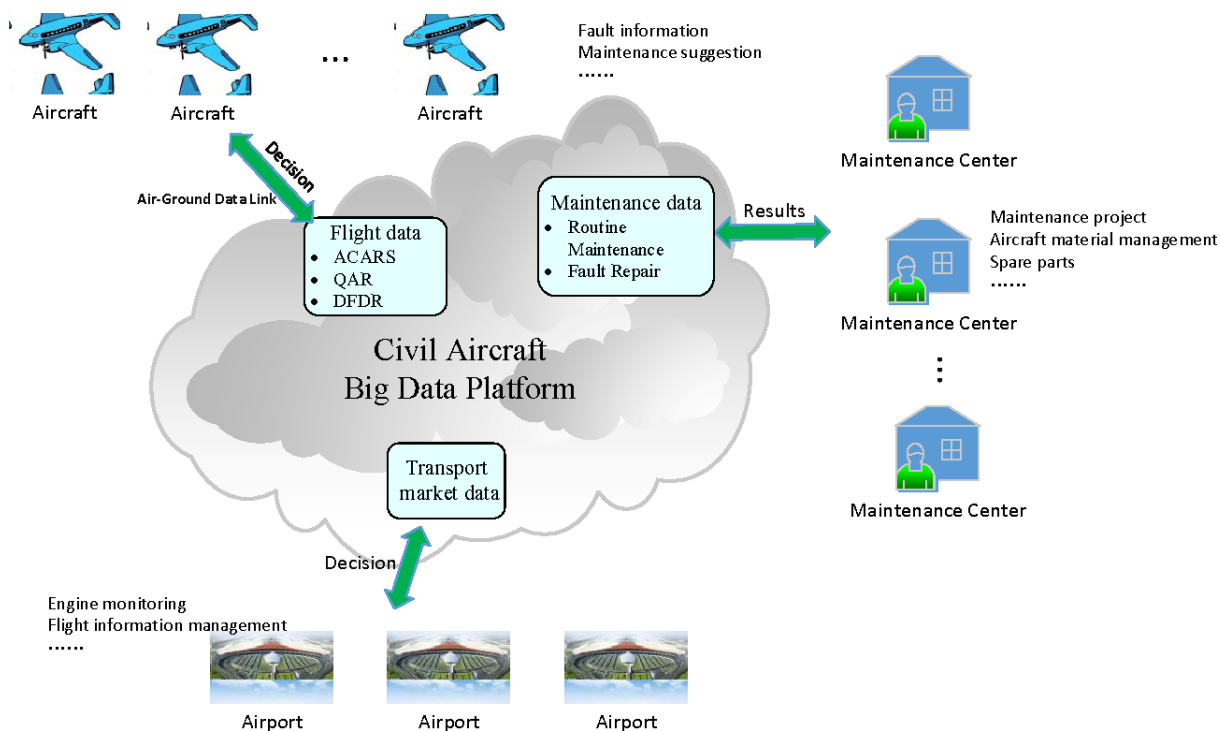 Fault information
Maintenance suggestion
......
...
Aircraft
Aircraft
Aircraft
Decision
Air-Ground Data Link
Flight data
• ACARS
• QAR
• DFDR
Maintenance data
• Routine
Maintenance
• Fault Repair
Results
Maintenance Center
Maintenance project
Aircraft material management
Spare parts
......
Maintenance Center
...
Maintenance Center
Civil Aircraft
Big Data Platform
Transport
market data
Decision
Engine monitoring
Flight information management
......
Airport
Airport
Airport